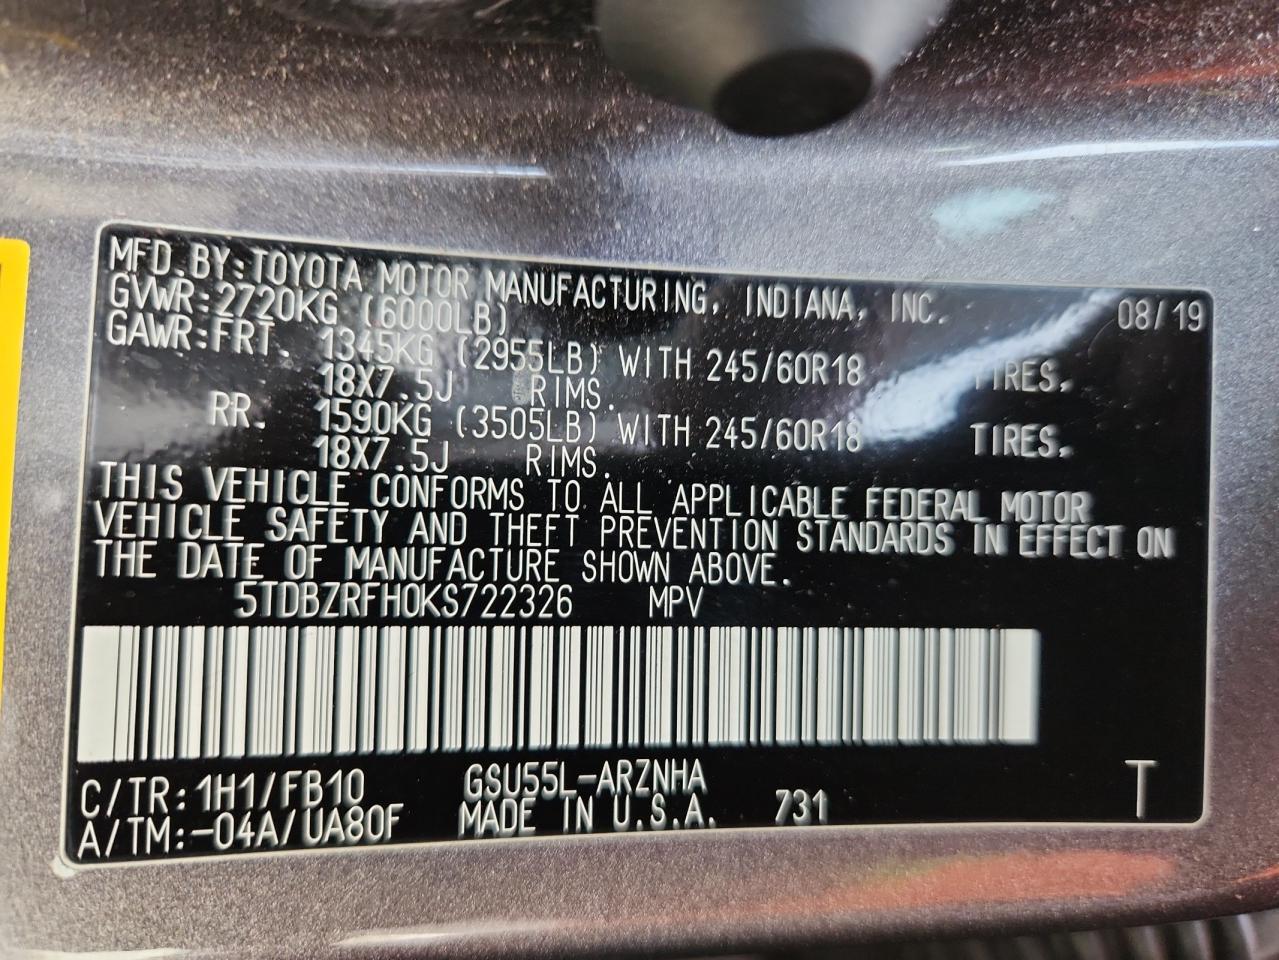 MFD.BY:TOYOTA MOTOR MANUFACTURING, INDIANA, INC. 08/19
GVWR:2720KG (6000LB)
GAWR:FRT. 1345KG (2955LB) WITH 245/60R18 TIRES.
18X7.5J RIMS.
RR. 1590KG (3505LB) WITH 245/60R18 TIRES.
18X7.5J RIMS.
THIS VEHICLE CONFORMS TO ALL APPLICABLE FEDERAL MOTOR
VEHICLE SAFETY AND THEFT PREVENTION STANDARDS IN EFFECT ON
THE DATE OF MANUFACTURE SHOWN ABOVE.
5TDBZRFH0KS722326 MPV
C/TR:1H1/FB10 GSU55L-ARZNHA
A/TM:-04A/UA80F MADE IN U.S.A. 731 T